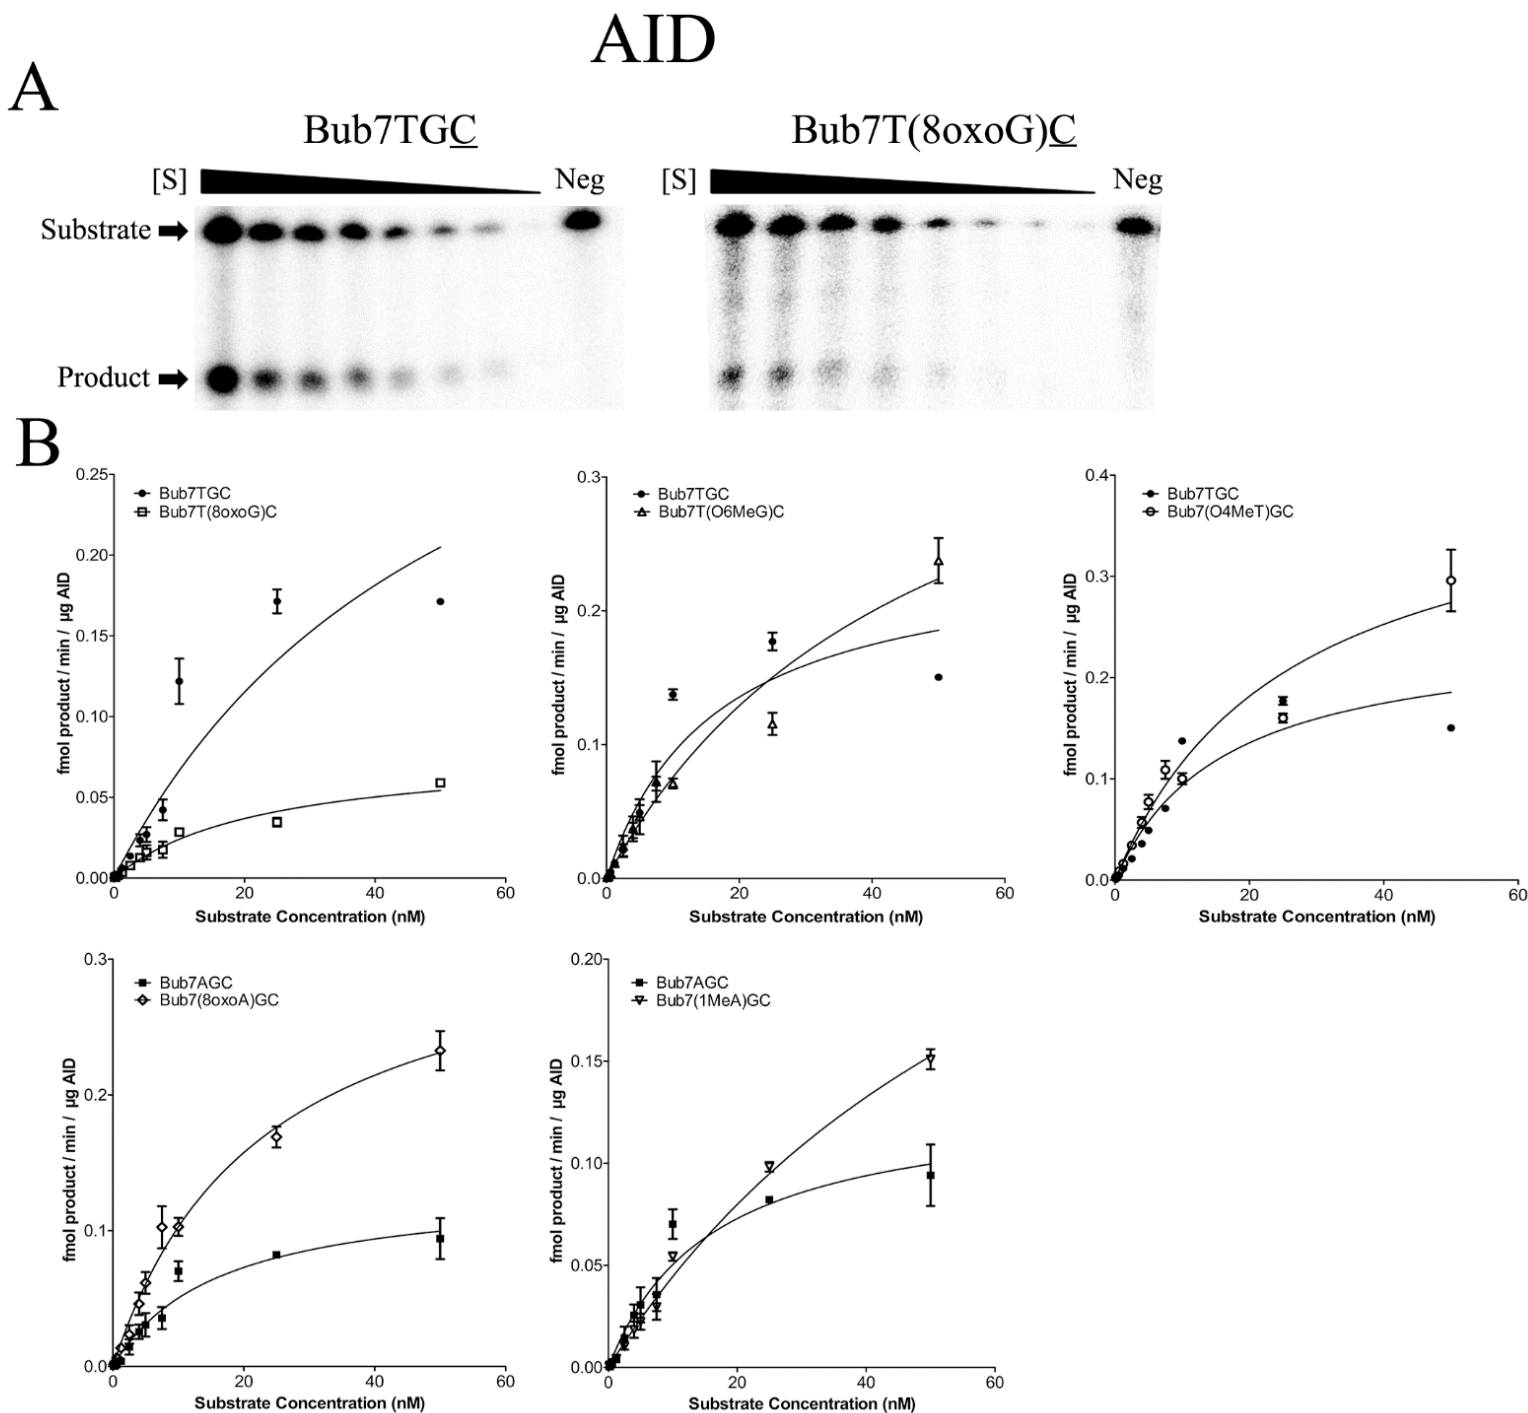 AID
A
Bub7TGC
Bub7T(8oxoG)C
[S]
Neg
[S]
Neg
Substrate
Product
B
0.25
0.20
0.15
0.10
0.05
0.00
0
20
40
60
Bub7TGC
Bub7T(8oxoG)C
fmol product / min / µg AID
Substrate Concentration (nM)
0.3
0.2
0.1
0.0
0
20
40
60
Bub7TGC
Bub7T(O6MeG)C
fmol product / min / µg AID
Substrate Concentration (nM)
0.4
0.3
0.2
0.1
0.0
0
20
40
60
Bub7TGC
Bub7(O4MeT)GC
fmol product / min / µg AID
Substrate Concentration (nM)
0.3
0.2
0.1
0.0
0
20
40
60
Bub7AGC
Bub7(8oxoA)GC
fmol product / min / µg AID
Substrate Concentration (nM)
0.20
0.15
0.10
0.05
0.00
0
20
40
60
Bub7AGC
Bub7(1MeA)GC
fmol product / min / µg AID
Substrate Concentration (nM)